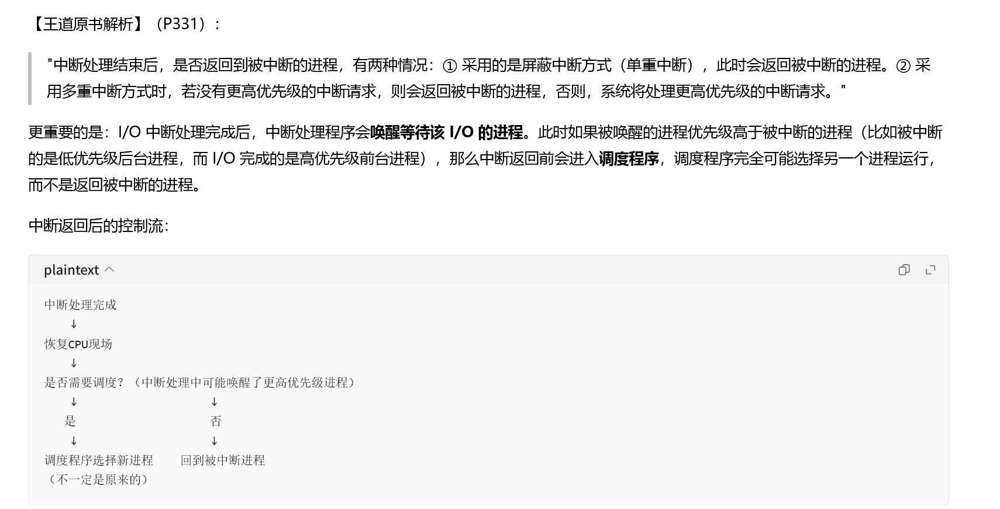 【王道原书解析】（P331）：
"中断处理结束后，是否返回到被中断的进程，有两种情况：① 采用的是屏蔽中断方式（单重中断），此时会返回被中断的进程。② 采
用多重中断方式时，若没有更高优先级的中断请求，则会返回被中断的进程，否则，系统将处理更高优先级的中断请求。"
更重要的是：I/O 中断处理完成后，中断处理程序会唤醒等待该 I/O 的进程。此时如果被唤醒的进程优先级高于被中断的进程（比如被中断
的是低优先级后台进程，而 I/O 完成的是高优先级前台进程），那么中断返回前会进入调度程序，调度程序完全可能选择另一个进程运行，
而不是返回被中断的进程。
中断返回后的控制流：
plaintext
中断处理完成
↓
恢复CPU现场
↓
是否需要调度？（中断处理中可能唤醒了更高优先级进程）
↓ ↓
是 否
↓ ↓
调度程序选择新进程 回到被中断进程
（不一定是原来的）